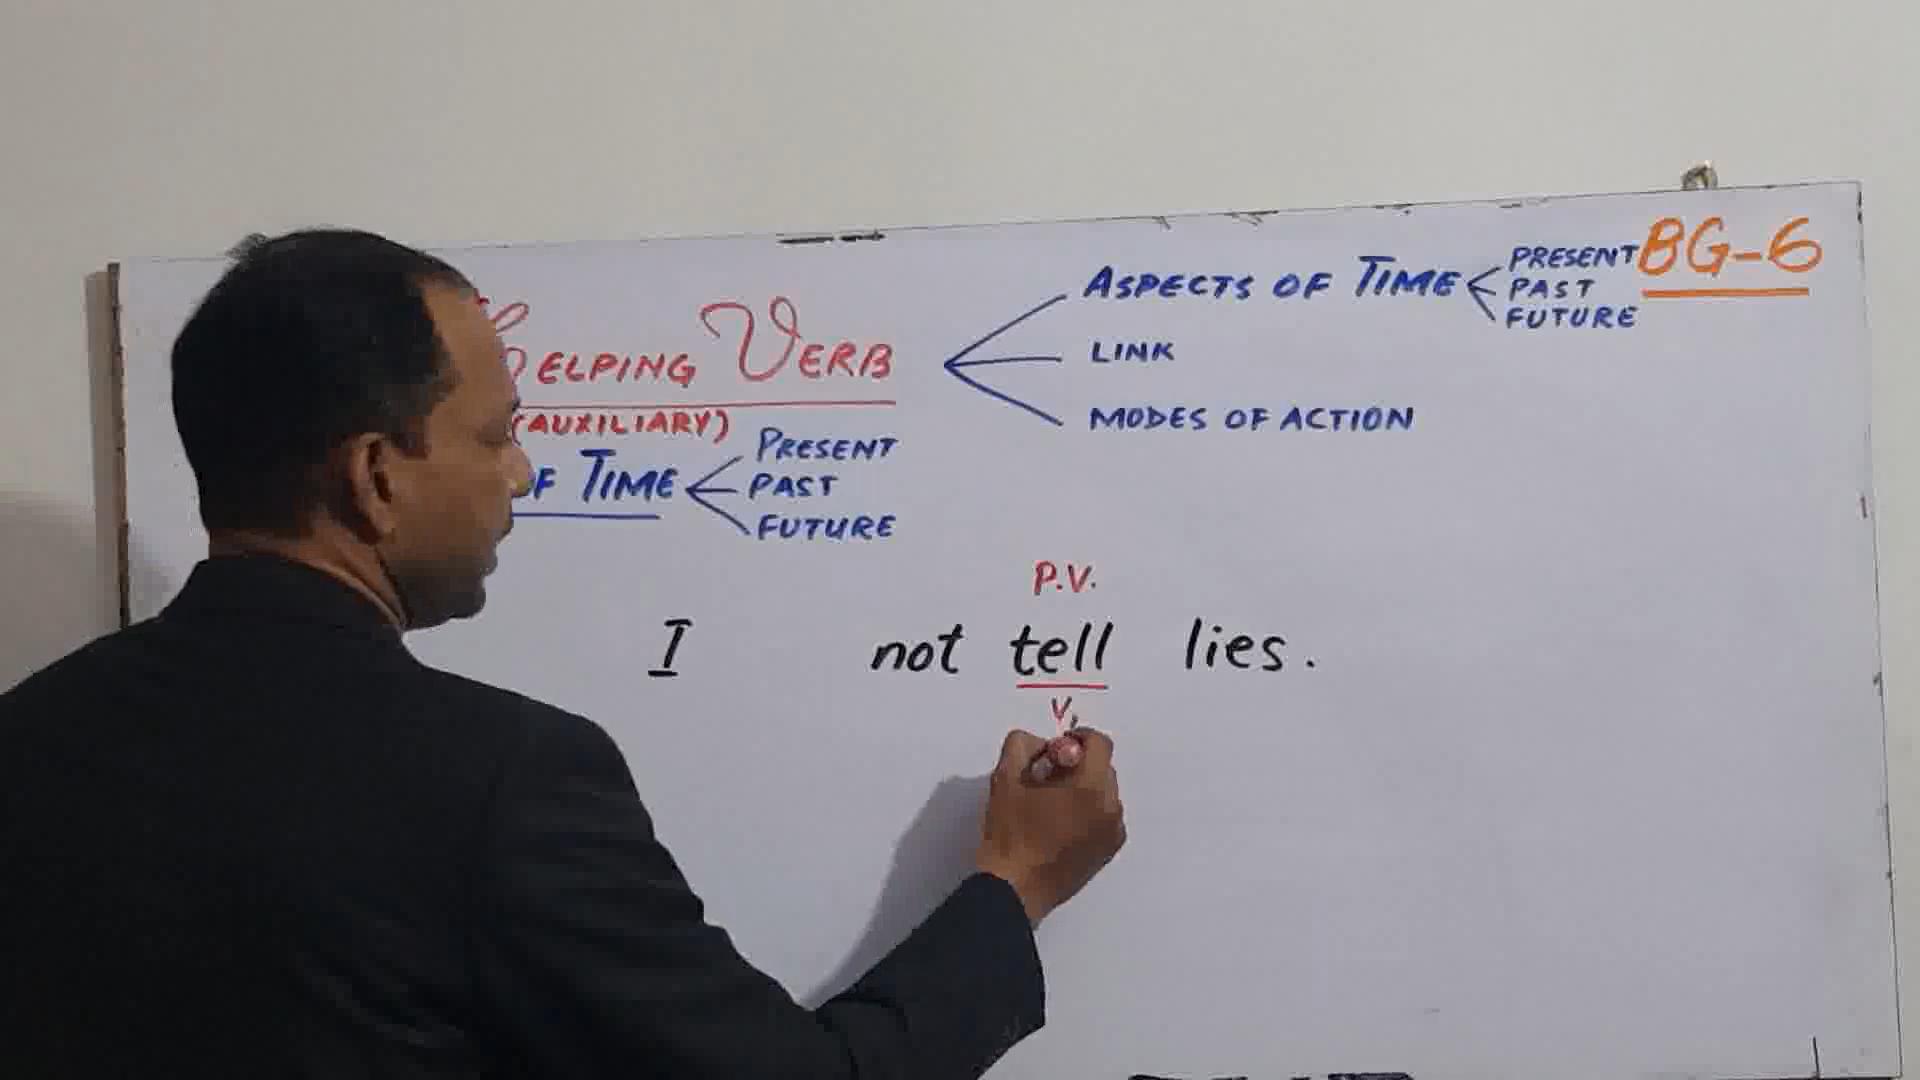 BG-6
HELPING VERB
(AUXILIARY)
ASPECTS OF TIME
PRESENT
PAST
FUTURE
LINK
MODES OF ACTION
OF TIME
PRESENT
PAST
FUTURE
P.V.
I not tell lies.
V1